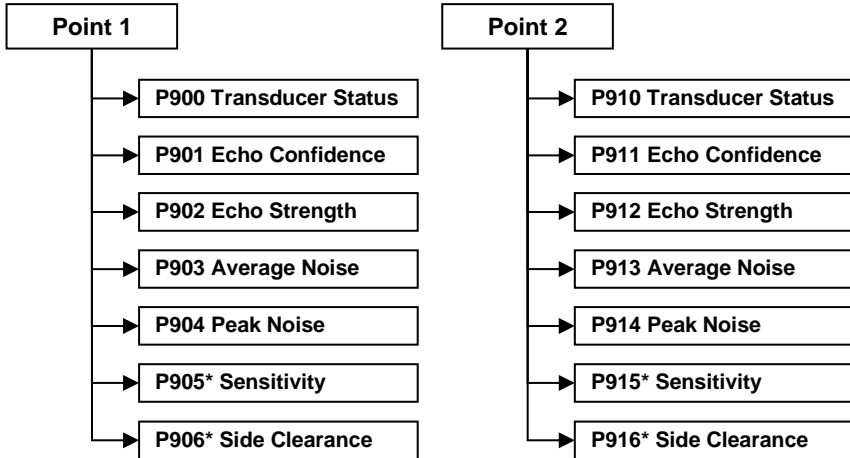 Point 1
P900 Transducer Status
P901 Echo Confidence
P902 Echo Strength
P903 Average Noise
P904 Peak Noise
P905* Sensitivity
P906* Side Clearance
Point 2
P910 Transducer Status
P911 Echo Confidence
P912 Echo Strength
P913 Average Noise
P914 Peak Noise
P915* Sensitivity
P916* Side Clearance